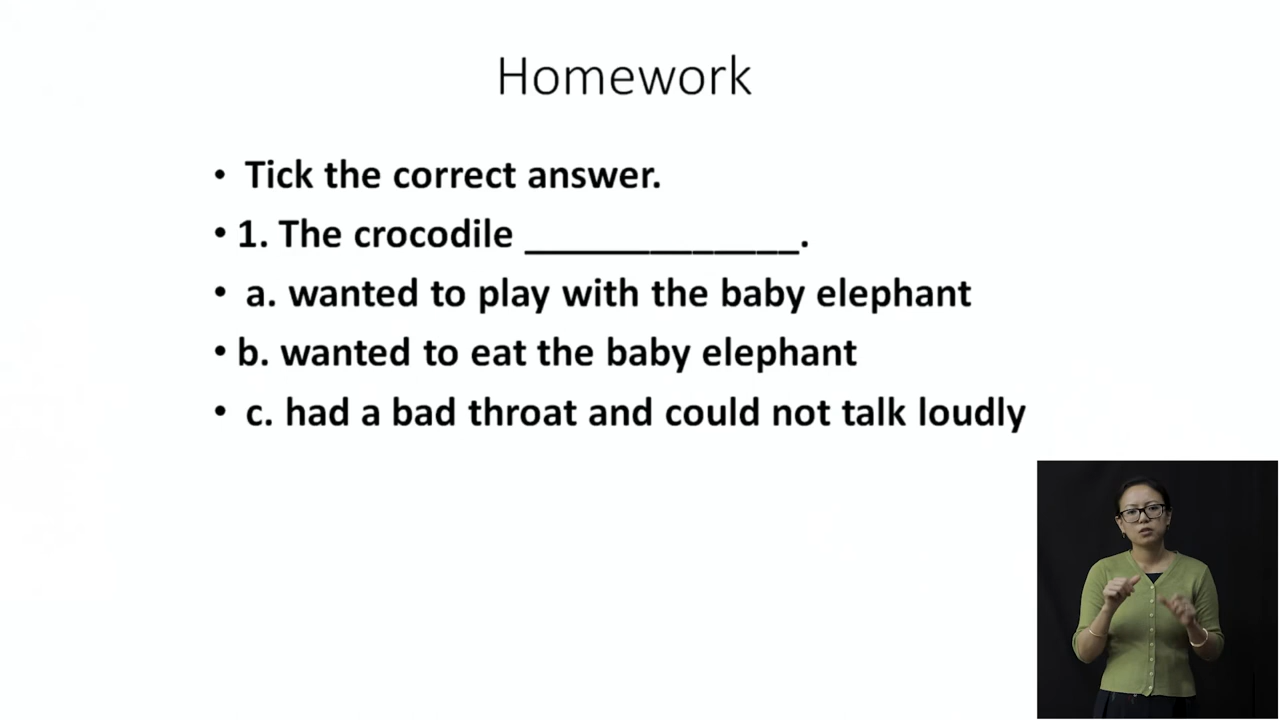 Homework
• Tick the correct answer.
• 1. The crocodile _____________.
• a. wanted to play with the baby elephant
• b. wanted to eat the baby elephant
• c. had a bad throat and could not talk loudly